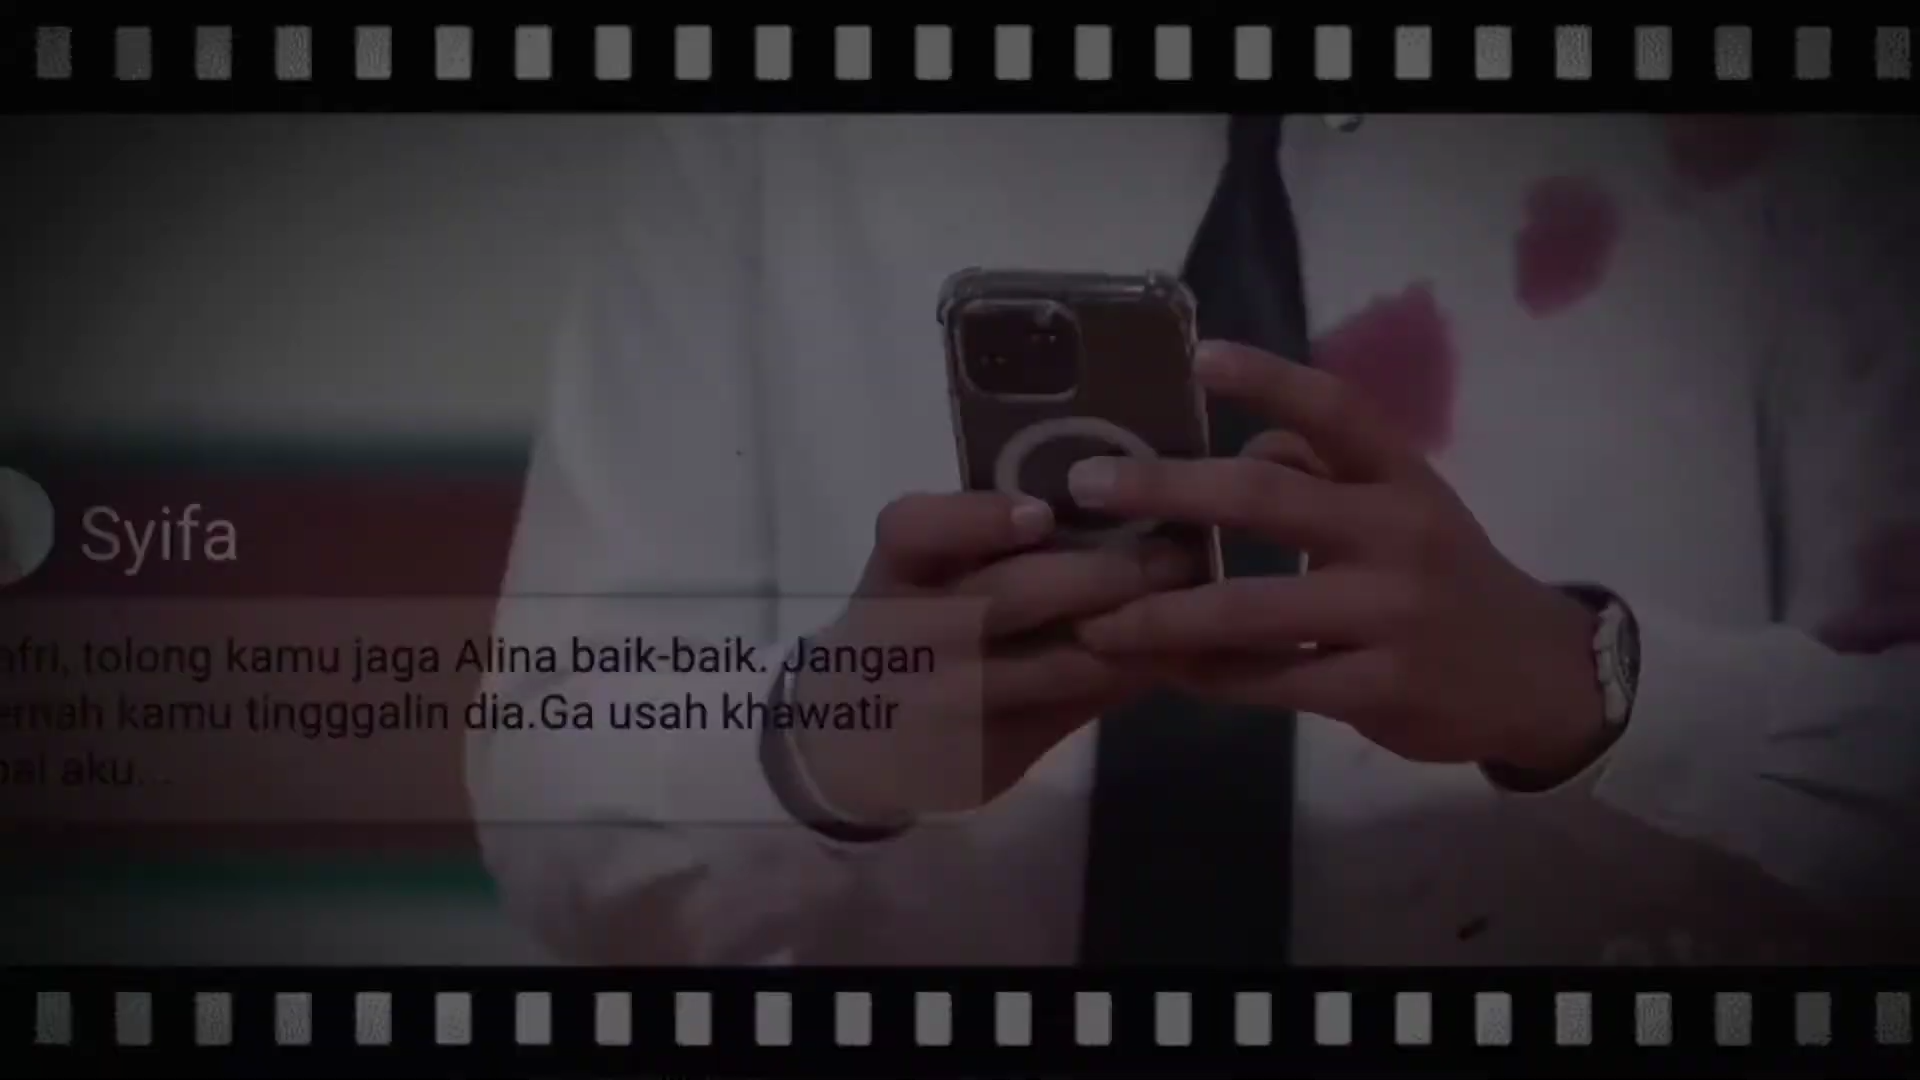 Syifa
tolong kamu jaga Alina baik-baik. Jangan
kamu tingggalin dia.Ga usah khawatir
aku...